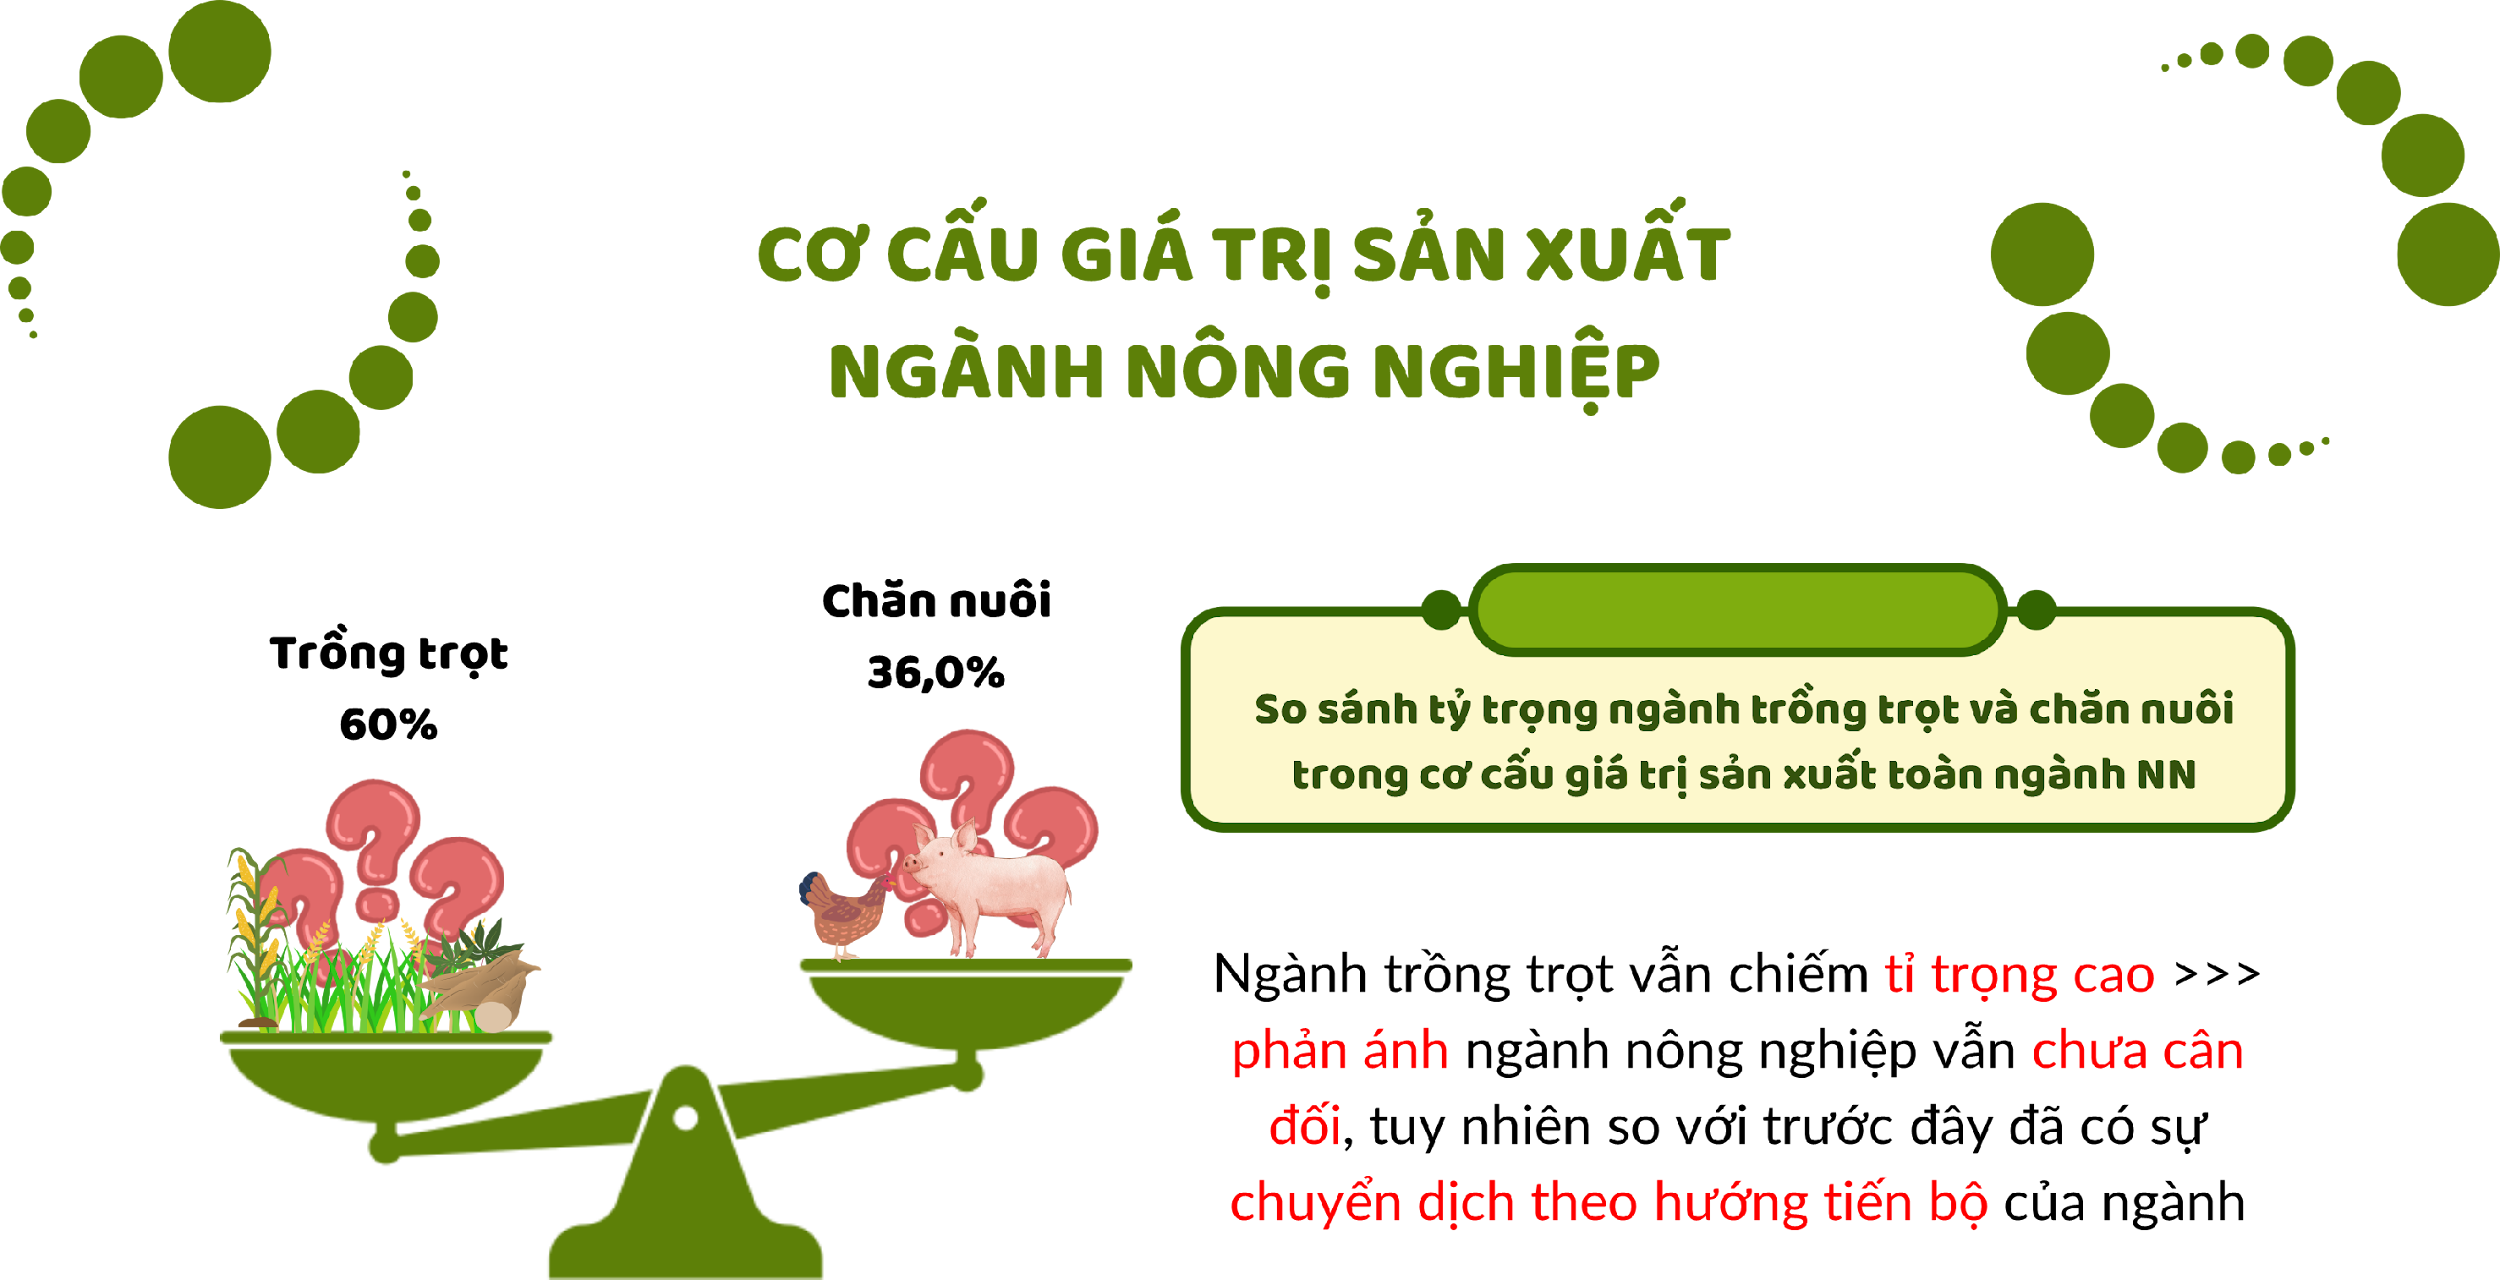 CƠ CẤU GIÁ TRỊ SẢN XUẤT
NGÀNH NÔNG NGHIỆP
Trồng trọt
60%
Chăn nuôi
36,0%
So sánh tỷ trọng ngành trồng trọt và chăn nuôi
trong cơ cấu giá trị sản xuất toàn ngành NN
Ngành trồng trọt vẫn chiếm tỉ trọng cao >>>
phản ánh ngành nông nghiệp vẫn chưa cân
đối, tuy nhiên so với trước đây đã có sự
chuyển dịch theo hướng tiến bộ của ngành